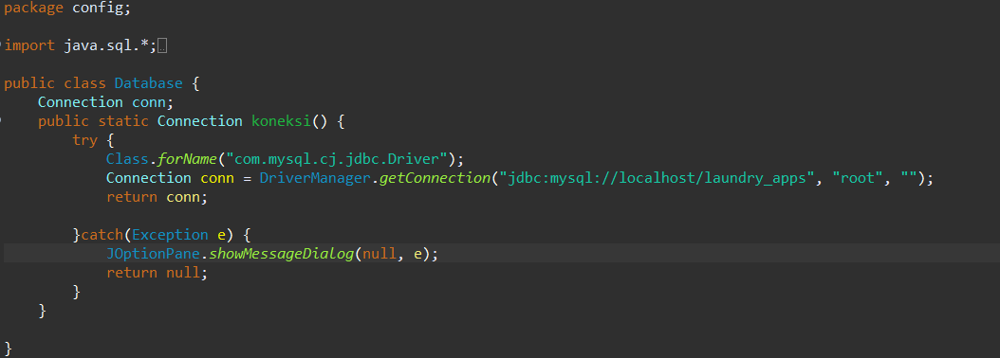 package config;
import java.sql.*;
public class Database {
    Connection conn;
    public static Connection koneksi() {
        try {
            Class.forName("com.mysql.cj.jdbc.Driver");
            Connection conn = DriverManager.getConnection("jdbc:mysql://localhost/laundry_apps", "root", "");
            return conn;
        }catch(Exception e) {
            JOptionPane.showMessageDialog(null, e);
            return null;
        }
    }
}